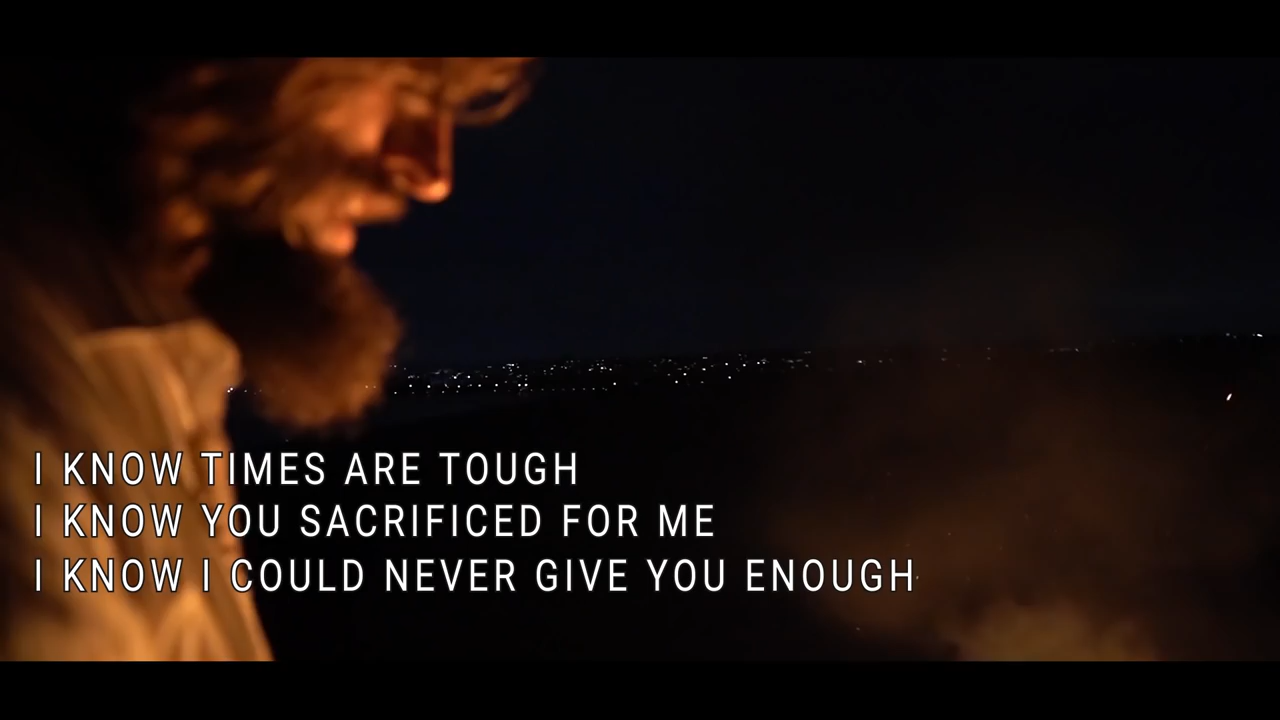 I KNOW TIMES ARE TOUGH
I KNOW YOU SACRIFICED FOR ME
I KNOW I COULD NEVER GIVE YOU ENOUGH